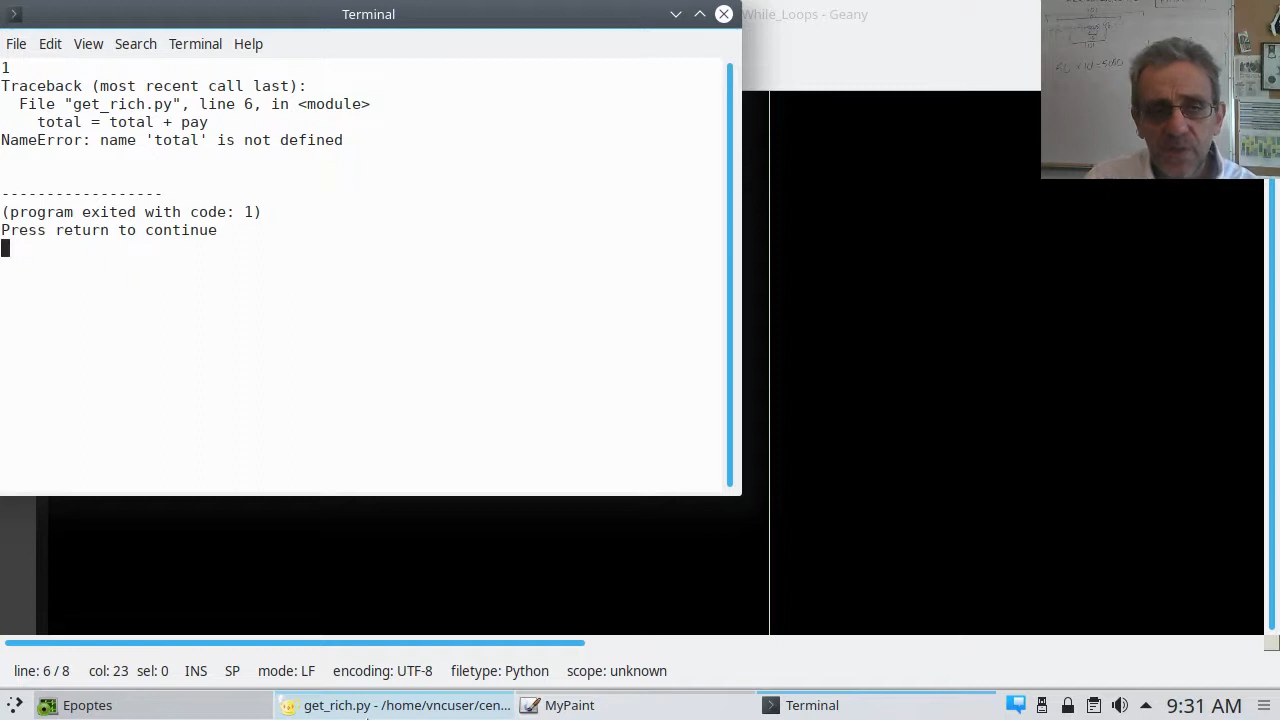 Terminal
While_Loops - Geany
File Edit View Search Terminal Help
1
Traceback (most recent call last):
File "get_rich.py", line 6, in <module>
total = total + pay
NameError: name 'total' is not defined
------------------
(program exited with code: 1)
Press return to continue
line: 6 / 8 col: 23 sel: 0 INS SP mode: LF encoding: UTF-8 filetype: Python scope: unknown
Epoptes get_rich.py - /home/vncuser/cen... MyPaint Terminal 9:31 AM